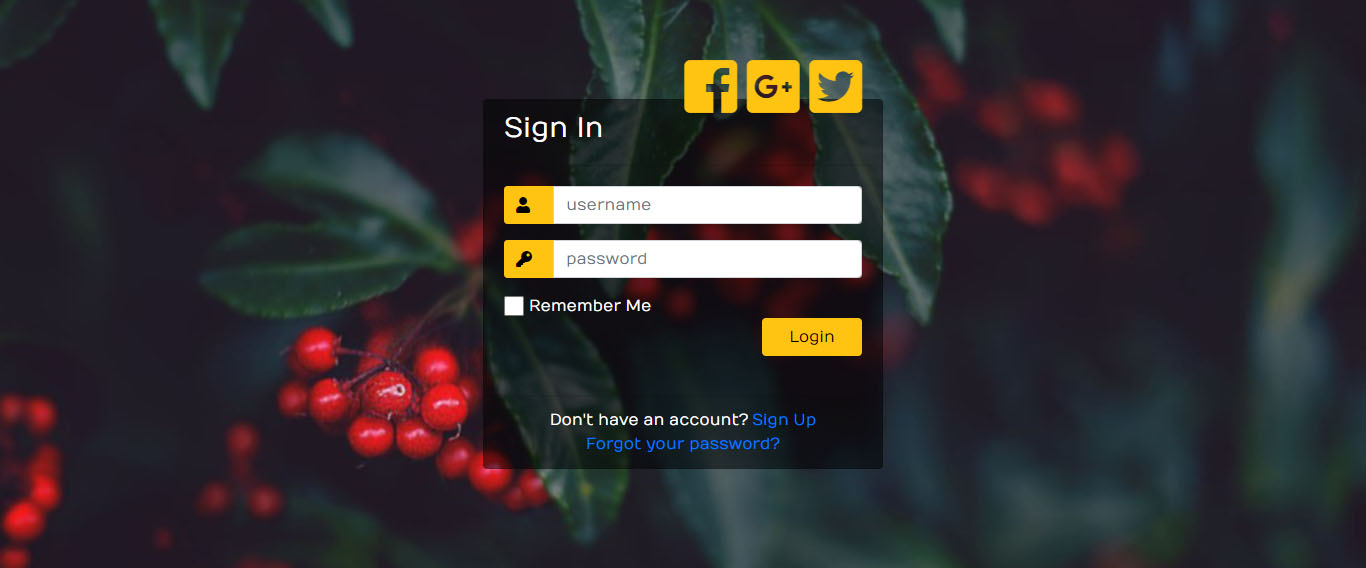 Sign In
username
password
Remember Me
Login
Don't have an account? Sign Up
Forgot your password?